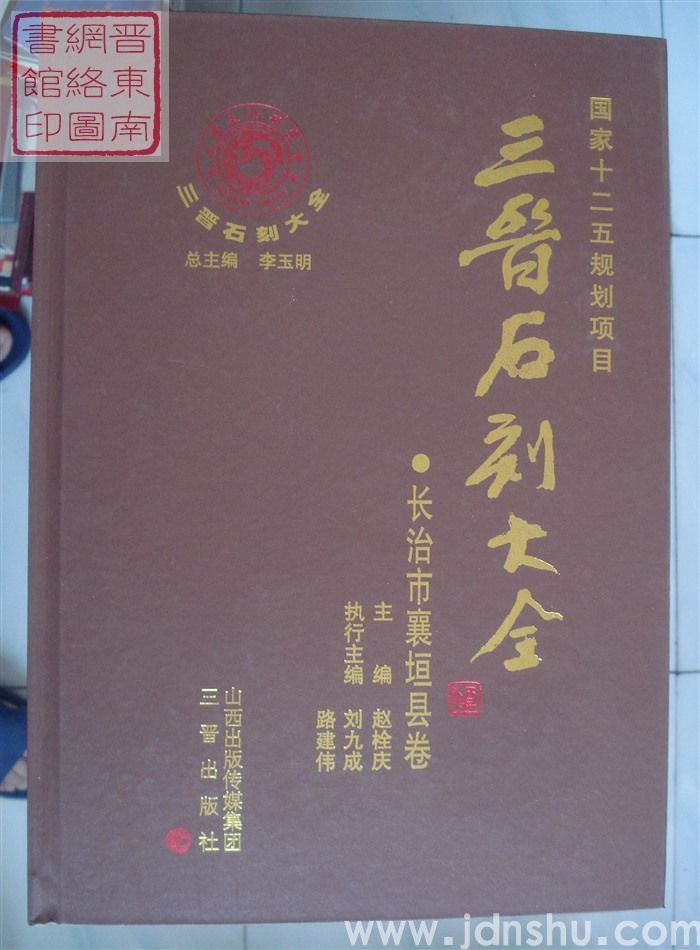 晋东南
網絡圖
書館印
国家十二五规划项目
三晋石刻大全
●长治市襄垣县卷
主编 赵栓庆
执行主编 刘九成
路建伟
三晋石刻大全
总主编 李玉明
山西出版传媒集团
三晋出版社
www.jdnshu.com